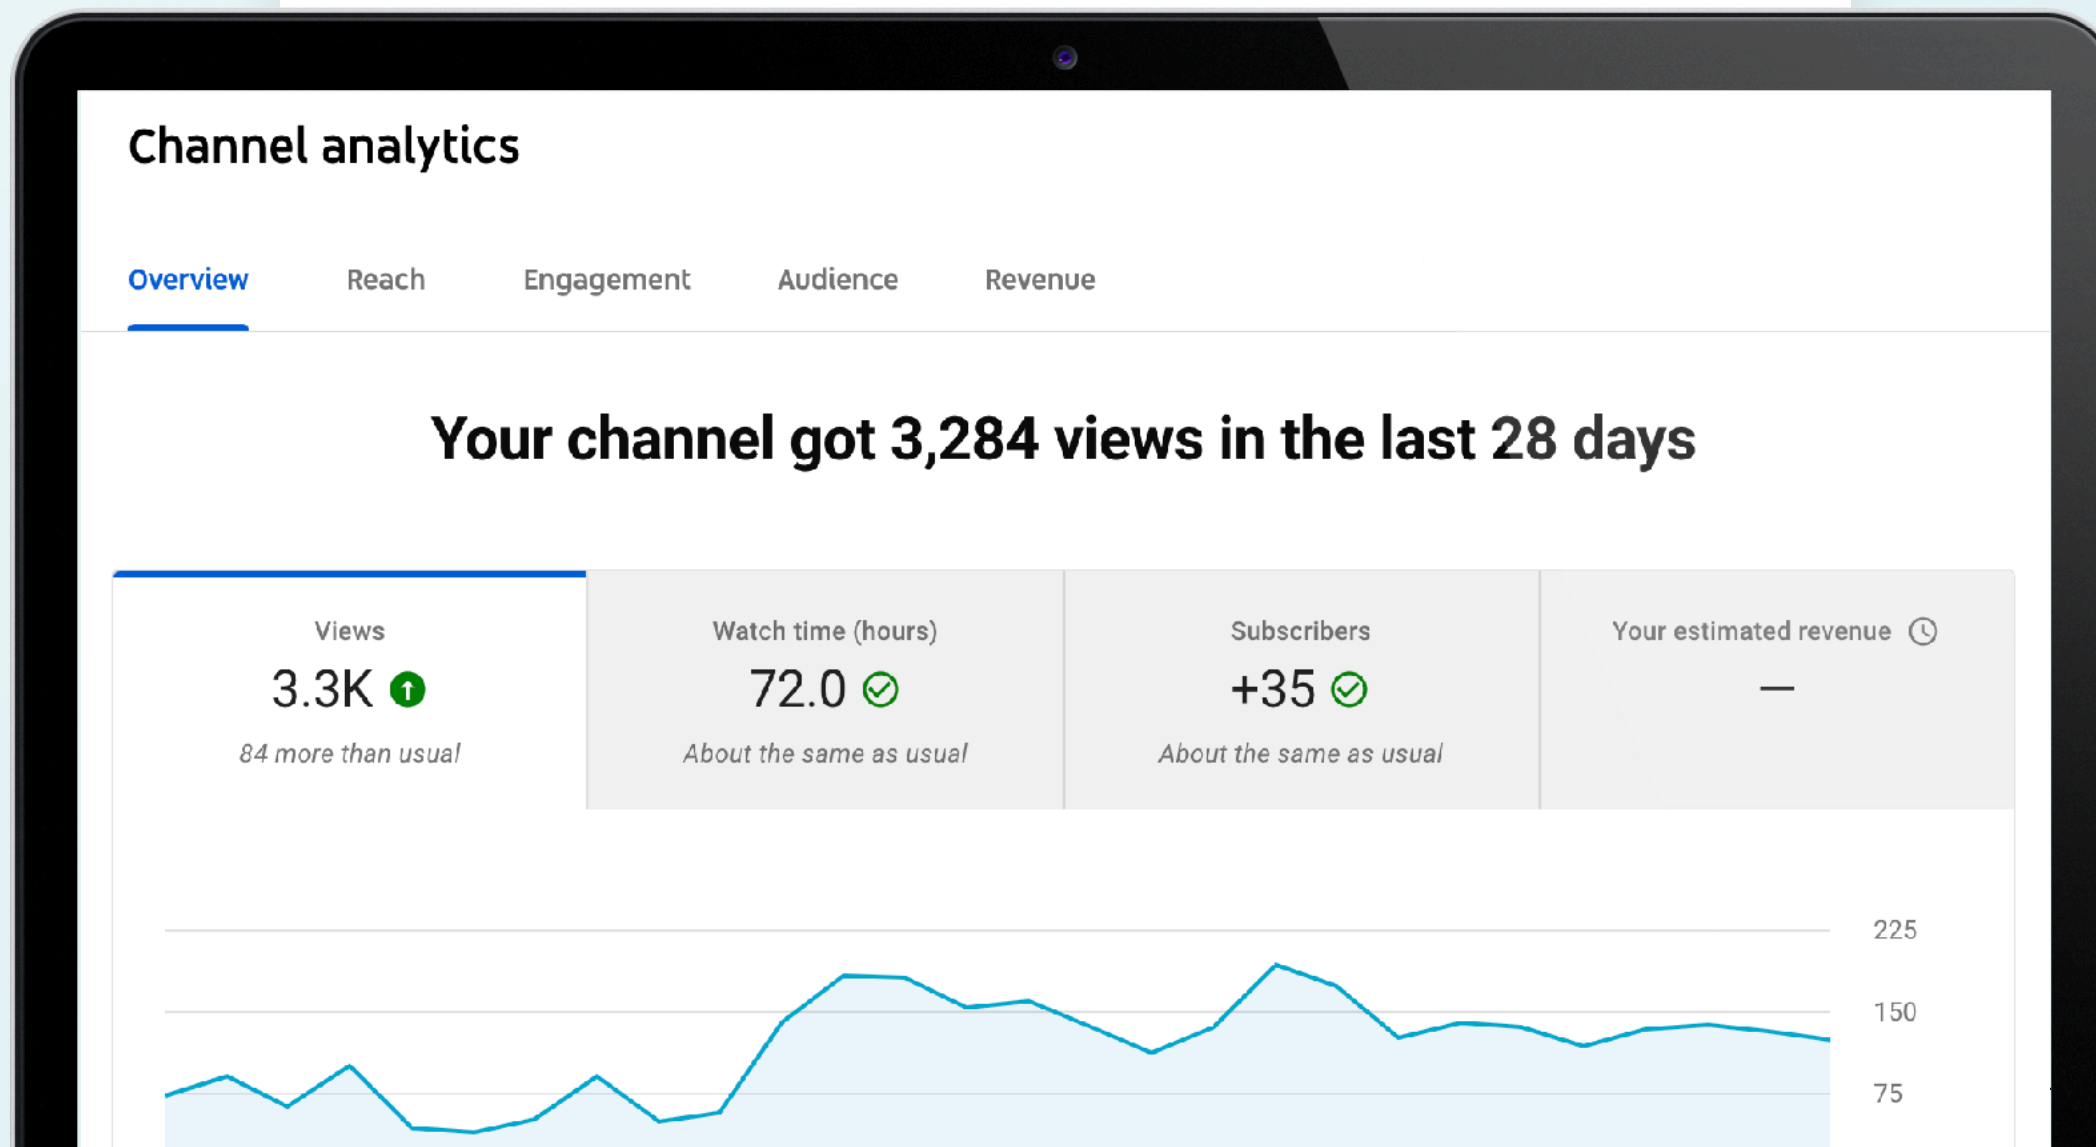 Channel analytics
Overview Reach Engagement Audience Revenue
Your channel got 3,284 views in the last 28 days
Views
3.3K
84 more than usual
Watch time (hours)
72.0
About the same as usual
Subscribers
+35
About the same as usual
Your estimated revenue
—
225
150
75